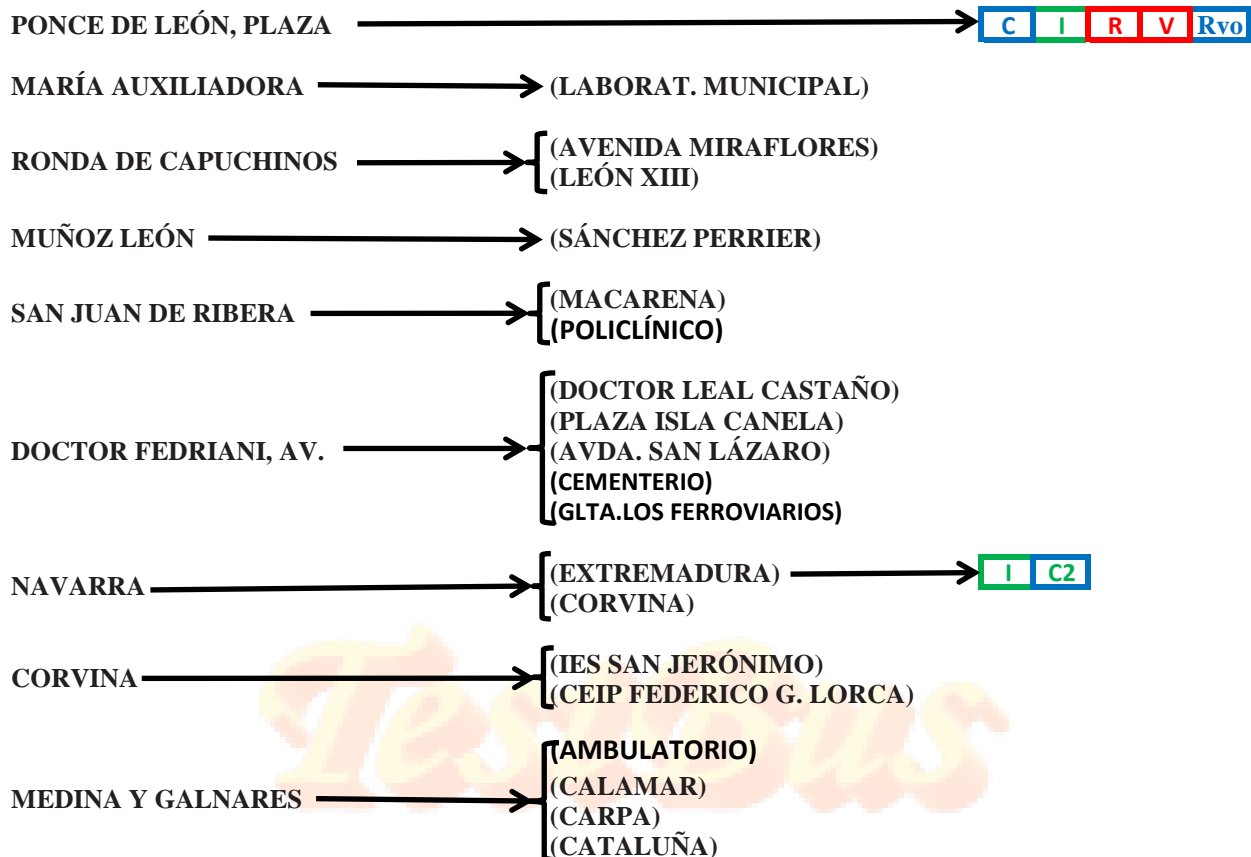 PONCE DE LEÓN, PLAZA C I R V Rvo
MARÍA AUXILIADORA (LABORAT. MUNICIPAL)
RONDA DE CAPUCHINOS (AVENIDA MIRAFLORES)
(LEÓN XIII)
MUÑOZ LEÓN (SÁNCHEZ PERRIER)
SAN JUAN DE RIBERA (MACARENA)
(POLICLÍNICO)
DOCTOR FEDRIANI, AV. (DOCTOR LEAL CASTAÑO)
(PLAZA ISLA CANELA)
(AVDA. SAN LÁZARO)
(CEMENTERIO)
(GLTA.LOS FERROVIARIOS)
NAVARRA (EXTREMADURA) I C2
(CORVINA)
CORVINA (IES SAN JERÓNIMO)
(CEIP FEDERICO G. LORCA)
MEDINA Y GALNARES (AMBULATORIO)
(CALAMAR)
(CARPA)
(CATALUÑA)
TestBus